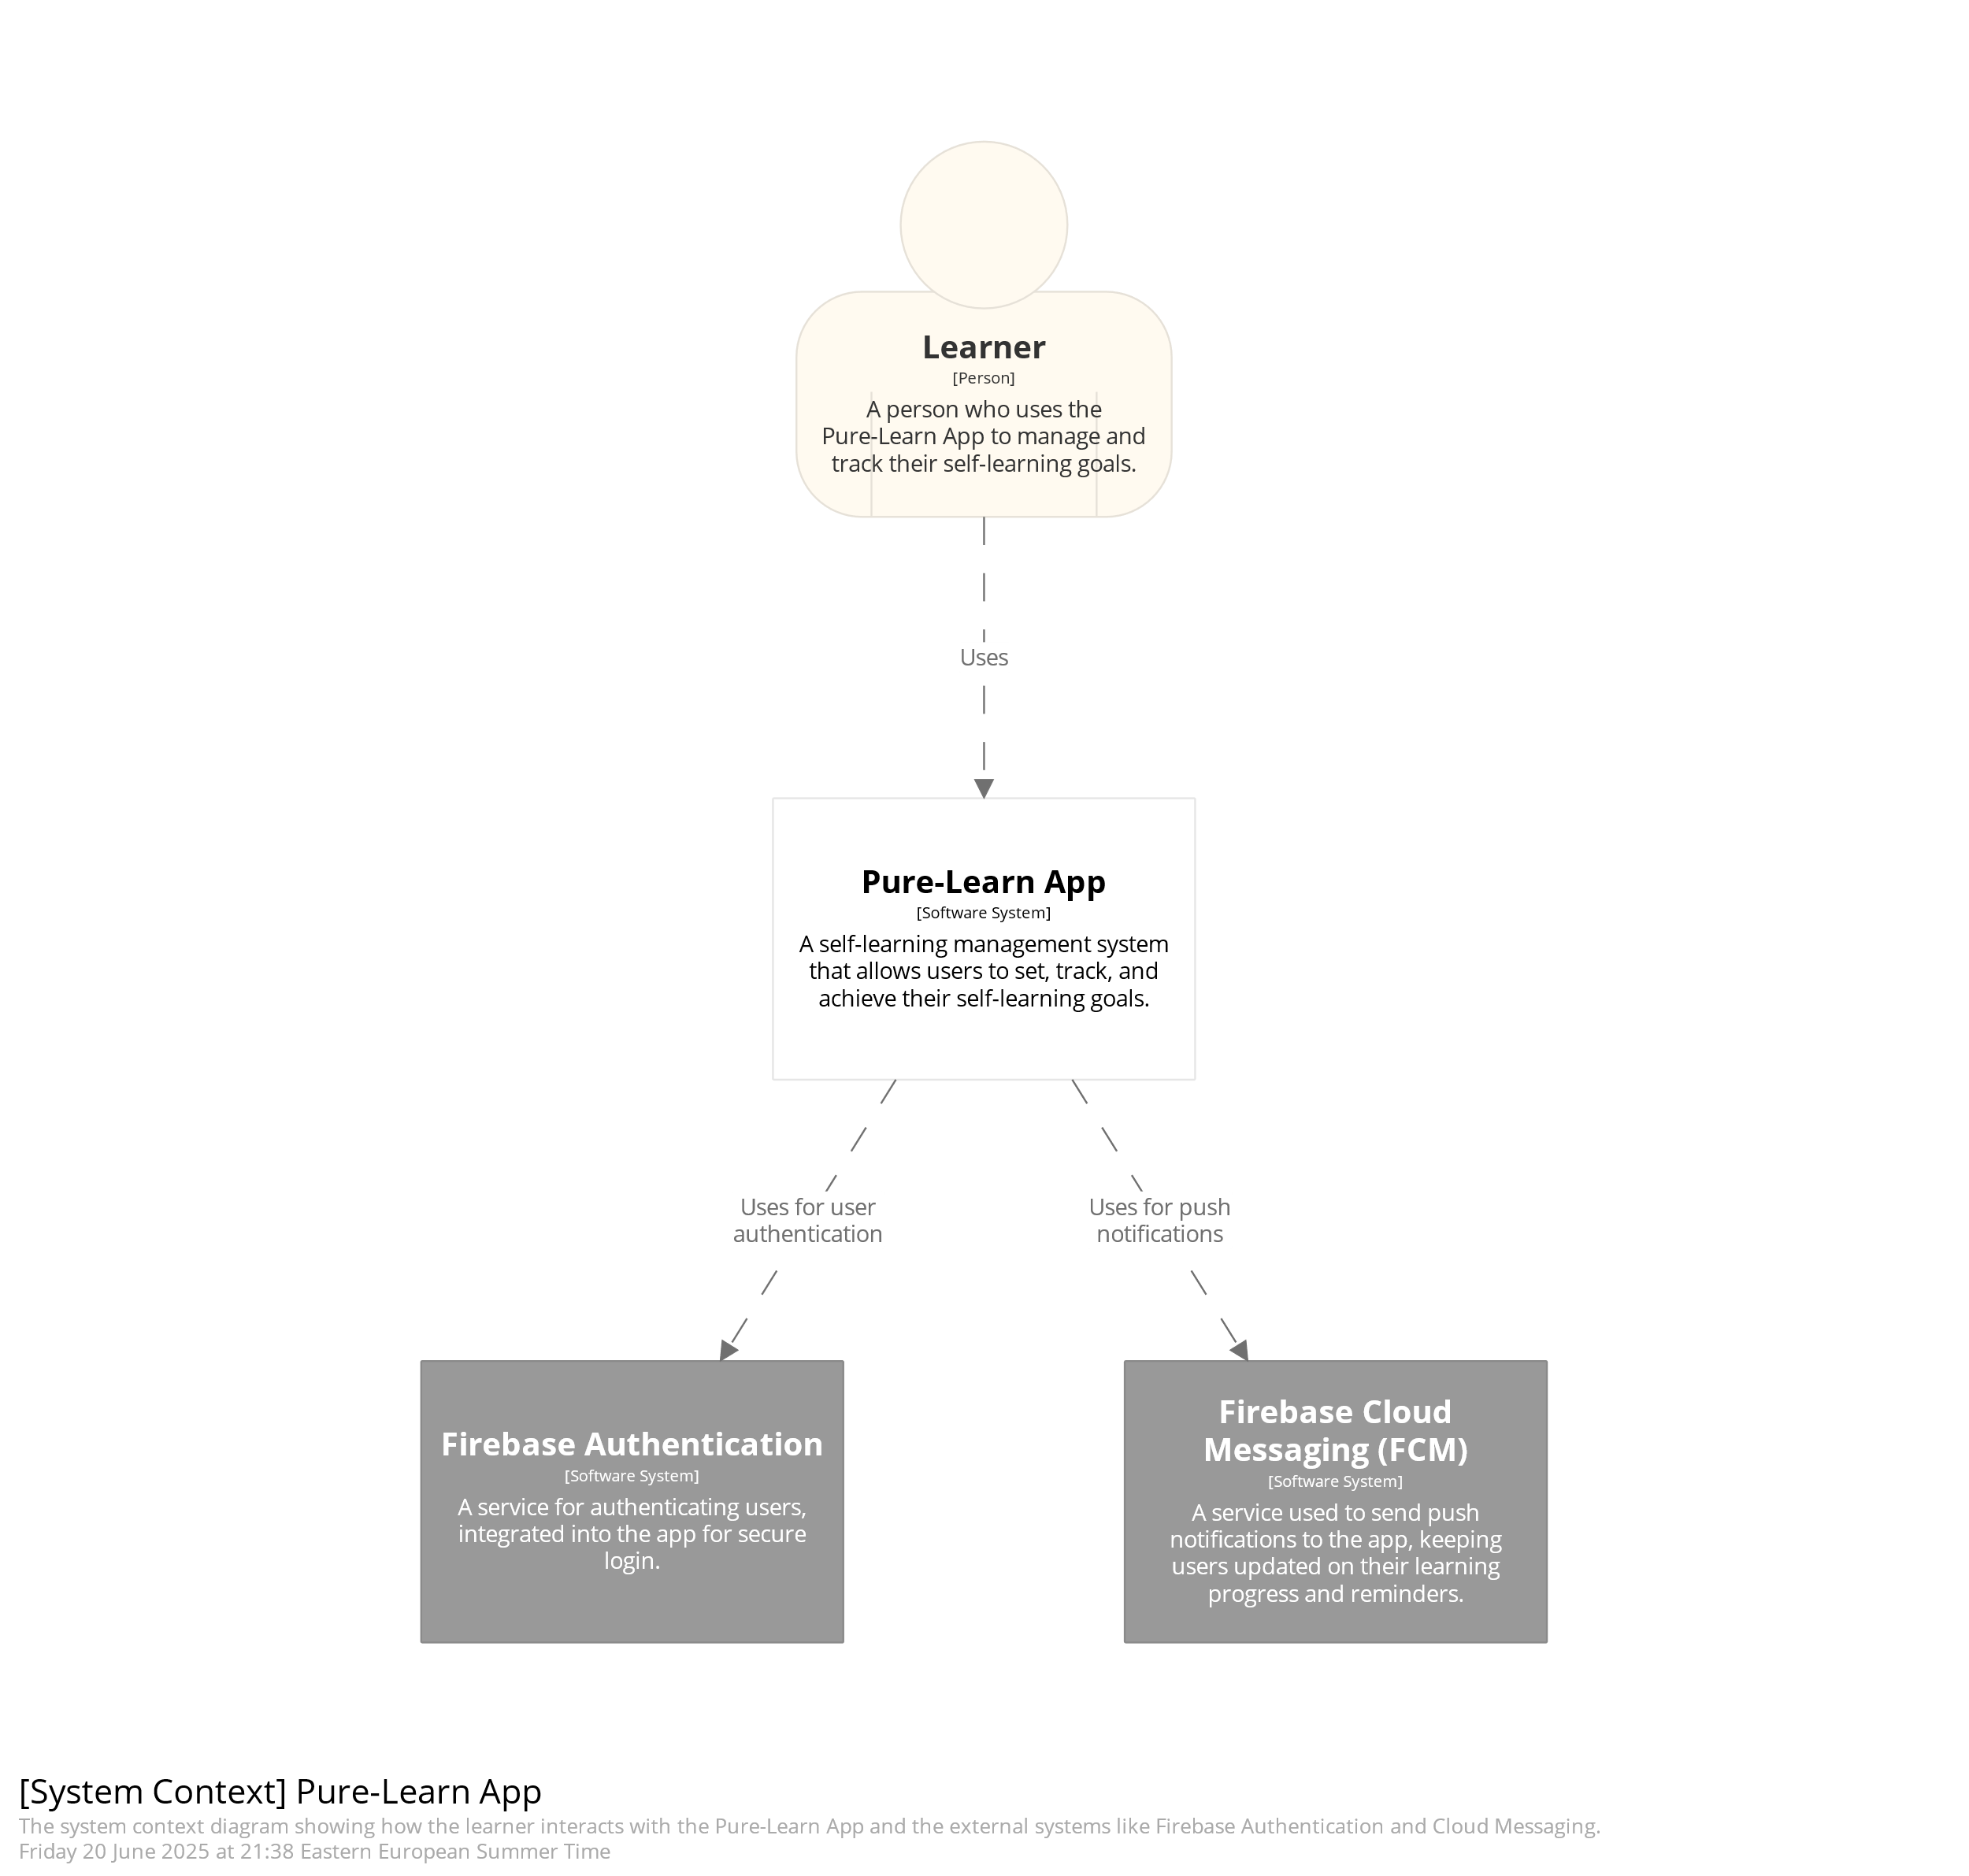 Learner
[Person]
A person who uses the
Pure-Learn App to manage and
track their self-learning goals.
Uses
Pure-Learn App
[Software System]
A self-learning management system
that allows users to set, track, and
achieve their self-learning goals.
Uses for user
authentication
Uses for push
notifications
Firebase Authentication
[Software System]
A service for authenticating users,
integrated into the app for secure
login.
Firebase Cloud
Messaging (FCM)
[Software System]
A service used to send push
notifications to the app, keeping
users updated on their learning
progress and reminders.
[System Context] Pure-Learn App
The system context diagram showing how the learner interacts with the Pure-Learn App and the external systems like Firebase Authentication and Cloud Messaging.
Friday 20 June 2025 at 21:38 Eastern European Summer Time